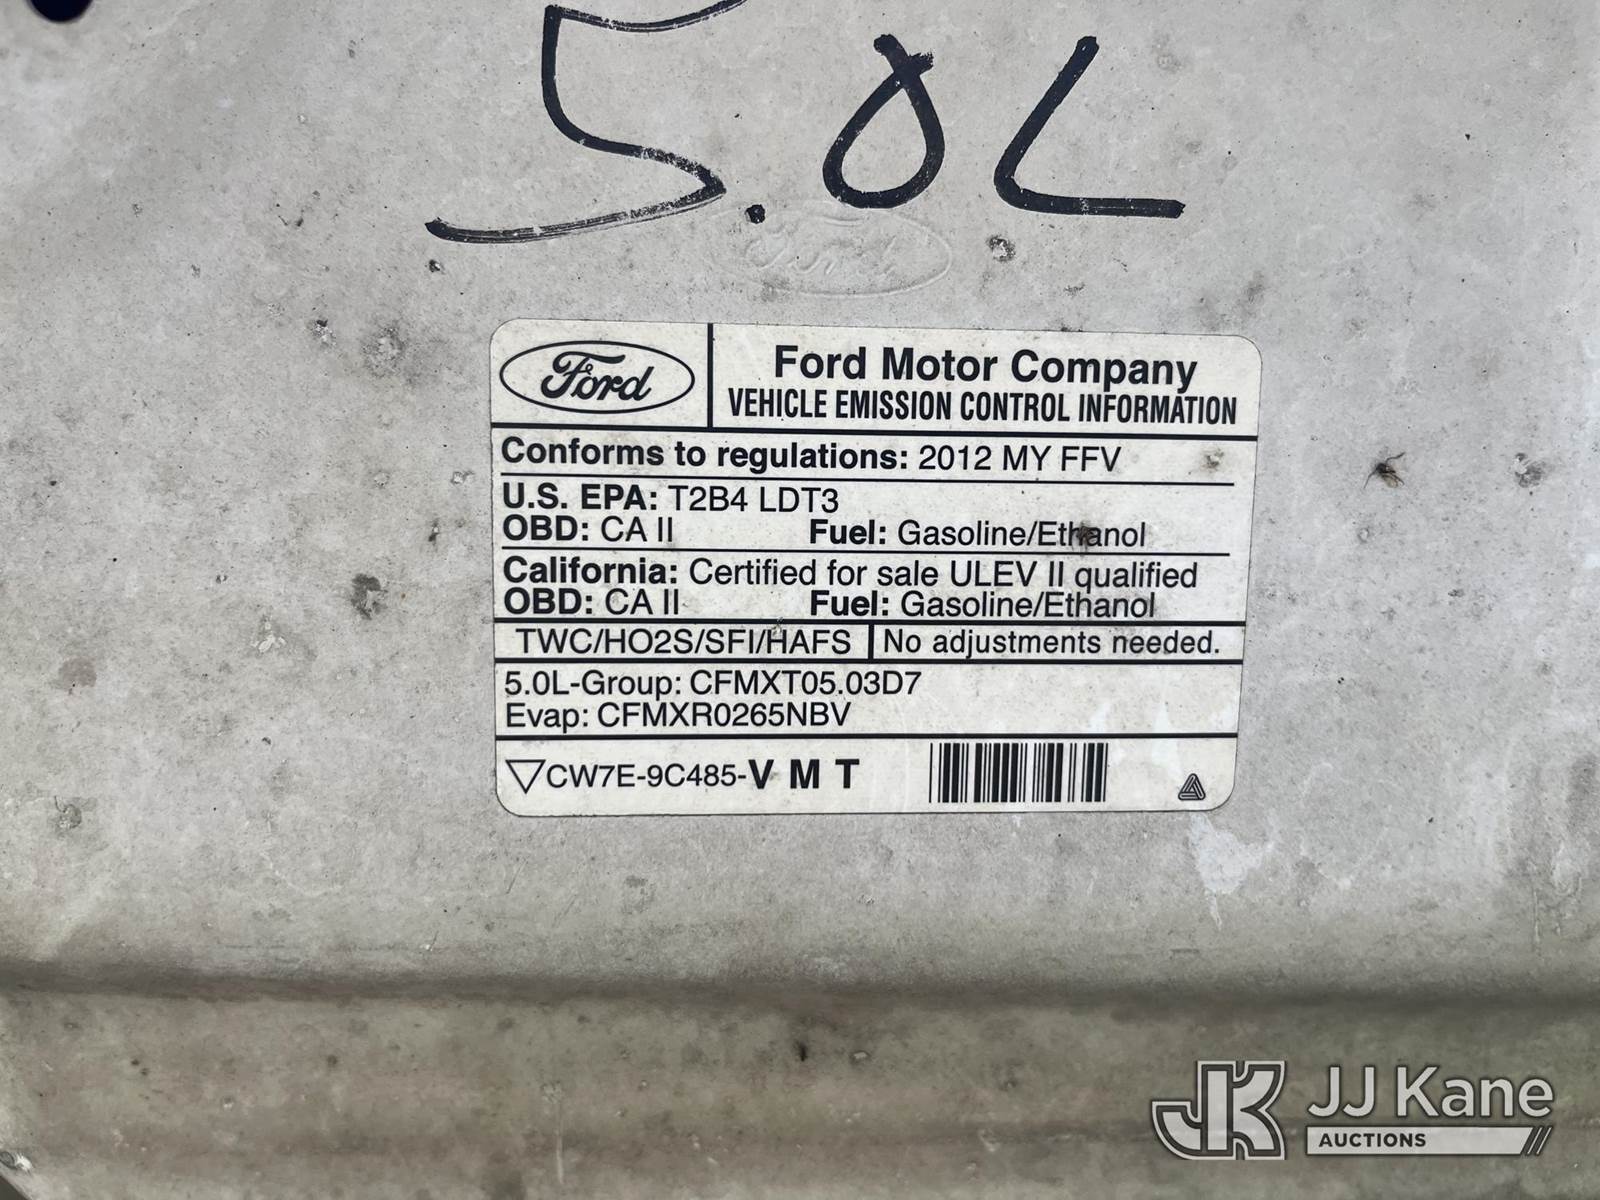 5.0L
Ford
Ford
Ford Motor Company
VEHICLE EMISSION CONTROL INFORMATION
Conforms to regulations: 2012 MY FFV
U.S. EPA: T2B4 LDT3
OBD: CA II Fuel: Gasoline/Ethanol
California: Certified for sale ULEV II qualified
OBD: CA II Fuel: Gasoline/Ethanol
TWC/HO2S/SFI/HAFS No adjustments needed.
5.0L-Group: CFMXT05.03D7
Evap: CFMXR0265NBV
CW7E-9C485-V M T
JK JJ Kane
AUCTIONS